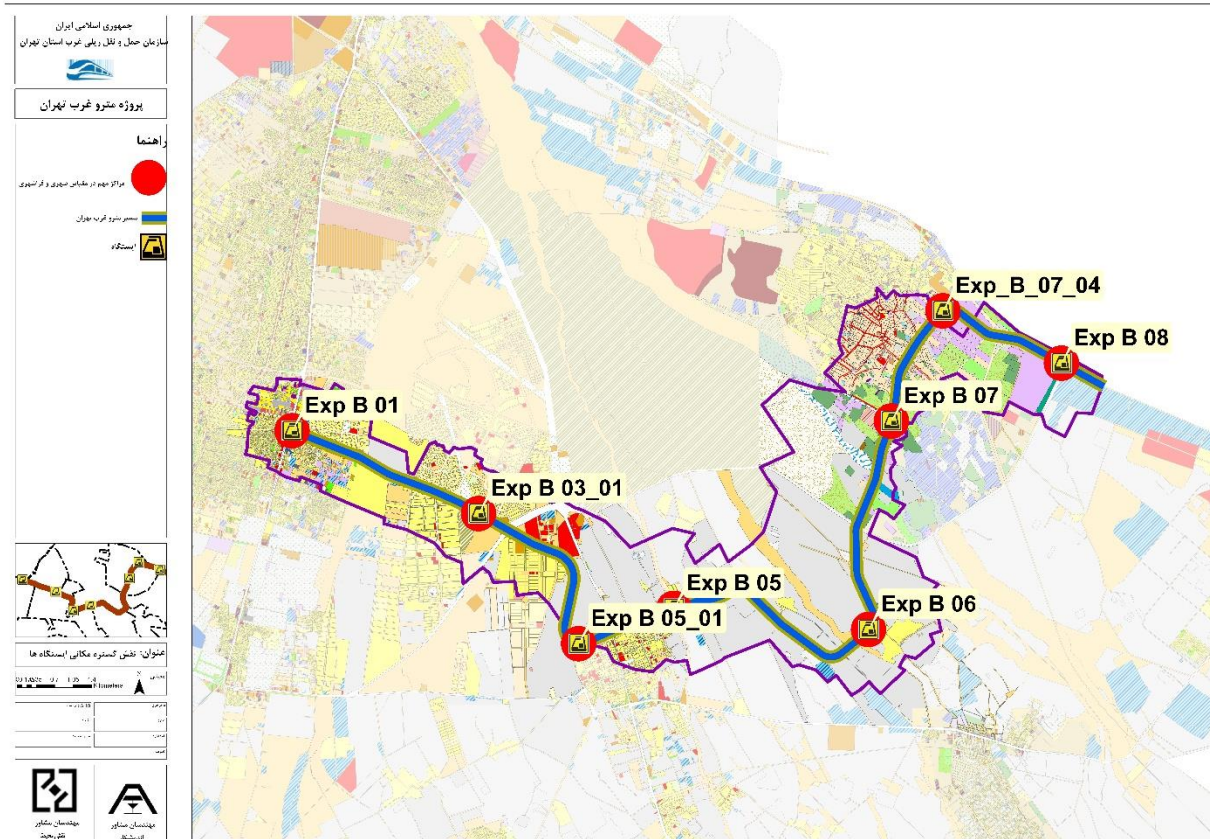 جمهوری اسلامی ایران
سازمان حمل و نقل ریلی غرب استان تهران
پروژه مترو غرب تهران
راهنما
مراکز مهم در مقیاس شهری و فراشهری
مسیر مترو غرب تهران
ایستگاه
Exp_B_07_04
Exp B 08
Exp B 07
Exp B 01
Exp B 03_01
Exp B 05
Exp B 06
Exp B 05_01
عنوان: نقش گستره مکانی ایستگاه ها
Kilometers
مهندسان مشاور
مهندسان مشاور